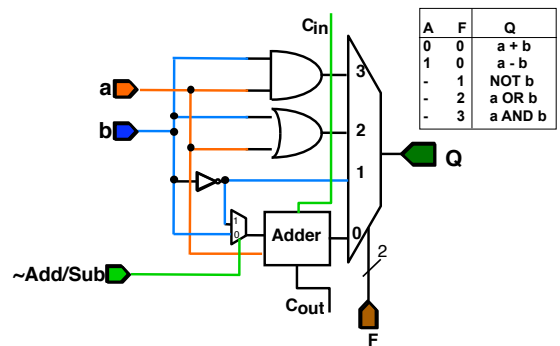 Cin
A F Q
0 0 a + b
1 0 a - b
- 1 NOT b
- 2 a OR b
- 3 a AND b
a
b
3
2
1
0
Q
1
0
Adder
~Add/Sub
Cout
2
F